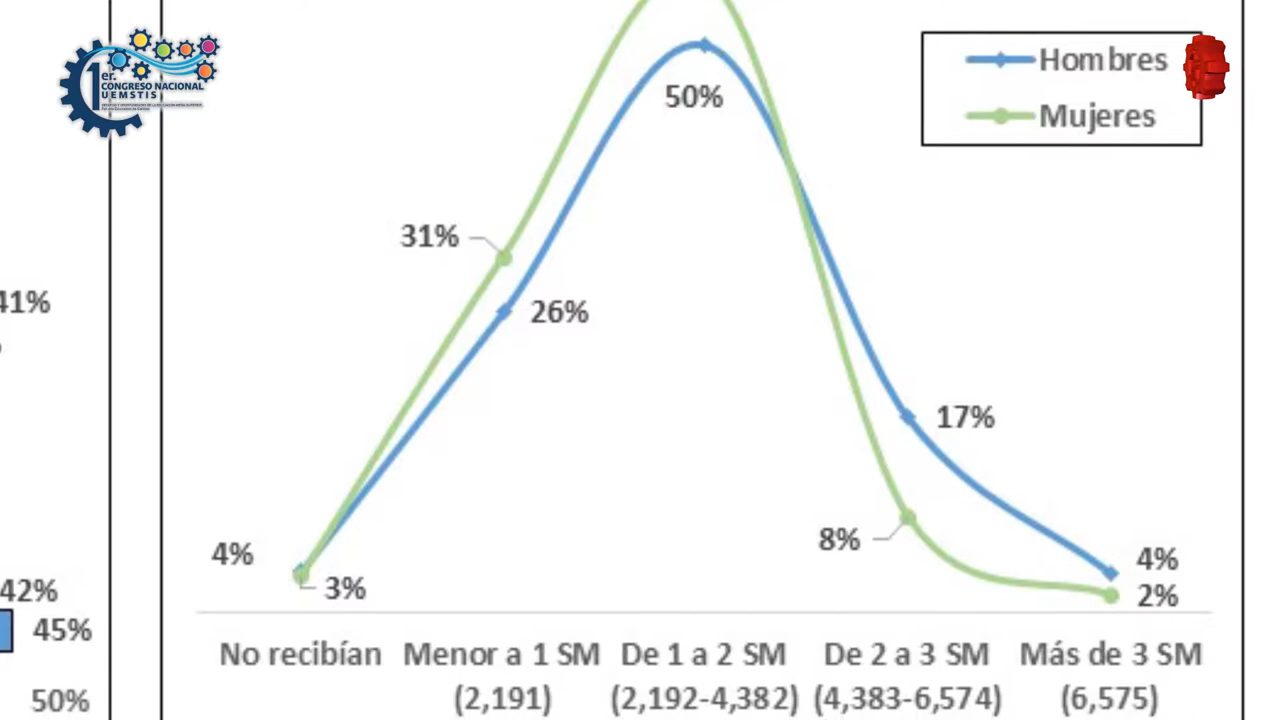 1er.
CONGRESO NACIONAL
UEMSTIS
Hombres
Mujeres
50%
31%
26%
41%
17%
8%
4%
3%
4%
2%
42%
45%
50%
No recibían
Menor a 1 SM
(2,191)
De 1 a 2 SM
(2,192-4,382)
De 2 a 3 SM
(4,383-6,574)
Más de 3 SM
(6,575)